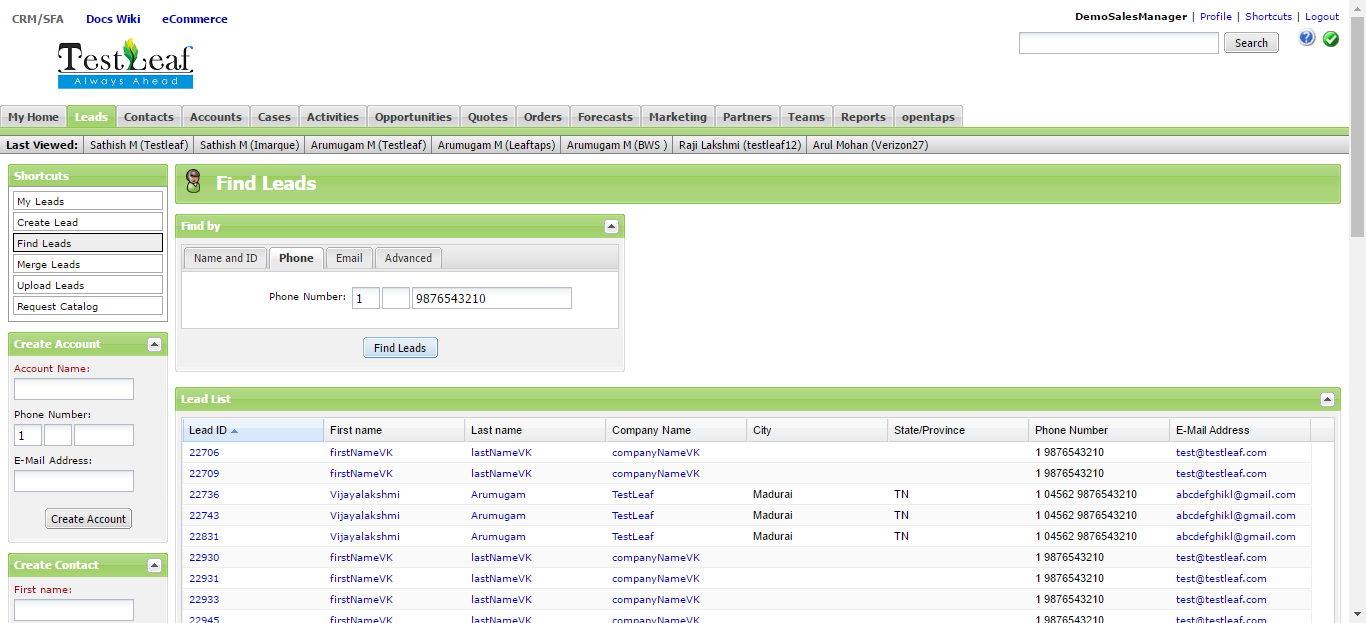 CRM/SFA Docs Wiki eCommerce
DemoSalesManager | Profile | Shortcuts | Logout
TestLeaf
Always Ahead
Search
My Home Leads Contacts Accounts Cases Activities Opportunities Quotes Orders Forecasts Marketing Partners Teams Reports opentaps
Last Viewed: Sathish M (Testleaf) Sathish M (Imarque) Arumugam M (Testleaf) Arumugam M (Leaftaps) Arumugam M (BWS ) Raji Lakshmi (testleaf12) Arul Mohan (Verizon27)
Shortcuts
My Leads
Create Lead
Find Leads
Merge Leads
Upload Leads
Request Catalog
Create Account
Account Name:
Phone Number:
1
E-Mail Address:
Create Account
Create Contact
First name:
Find Leads
Find by
Name and ID Phone Email Advanced
Phone Number: 1 9876543210
Find Leads
Lead List
Lead ID First name Last name Company Name City State/Province Phone Number E-Mail Address
22706 firstNameVK lastNameVK companyNameVK 1 9876543210 test@testleaf.com
22709 firstNameVK lastNameVK companyNameVK 1 9876543210 test@testleaf.com
22736 Vijayalakshmi Arumugam TestLeaf Madurai TN 1 04562 9876543210 abcdefghikl@gmail.com
22743 Vijayalakshmi Arumugam TestLeaf Madurai TN 1 04562 9876543210 abcdefghikl@gmail.com
22831 Vijayalakshmi Arumugam TestLeaf Madurai TN 1 04562 9876543210 abcdefghikl@gmail.com
22930 firstNameVK lastNameVK companyNameVK 1 9876543210 test@testleaf.com
22931 firstNameVK lastNameVK companyNameVK 1 9876543210 test@testleaf.com
22933 firstNameVK lastNameVK companyNameVK 1 9876543210 test@testleaf.com
22945 firstNameVK lastNameVK companyNameVK 1 9876543210 test@testleaf.com